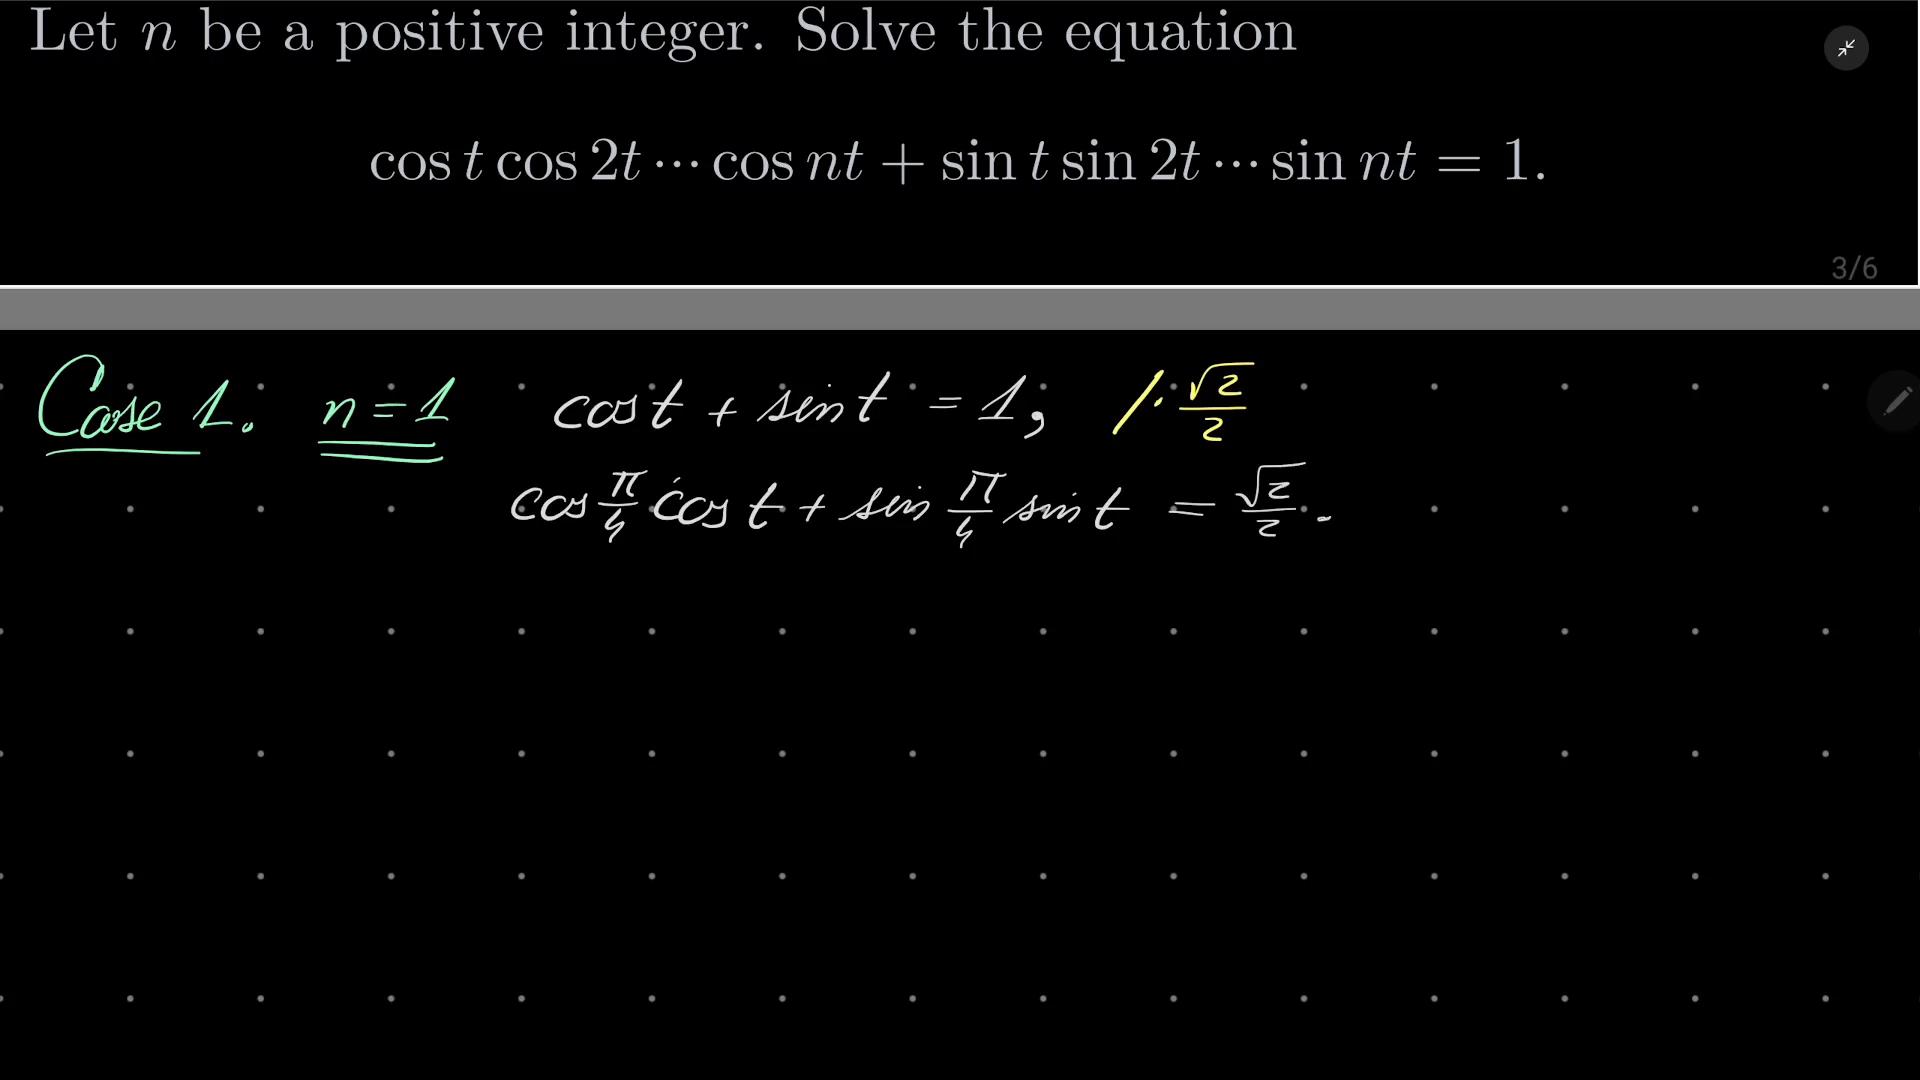 Let n be a positive integer. Solve the equation
cos t cos 2t ··· cos nt + sin t sin 2t ··· sin nt = 1.
3/6
Case 1. n = 1 cos t + sin t = 1; / · √2/2
cos π/4 cos t + sin π/4 sin t = √2/2.